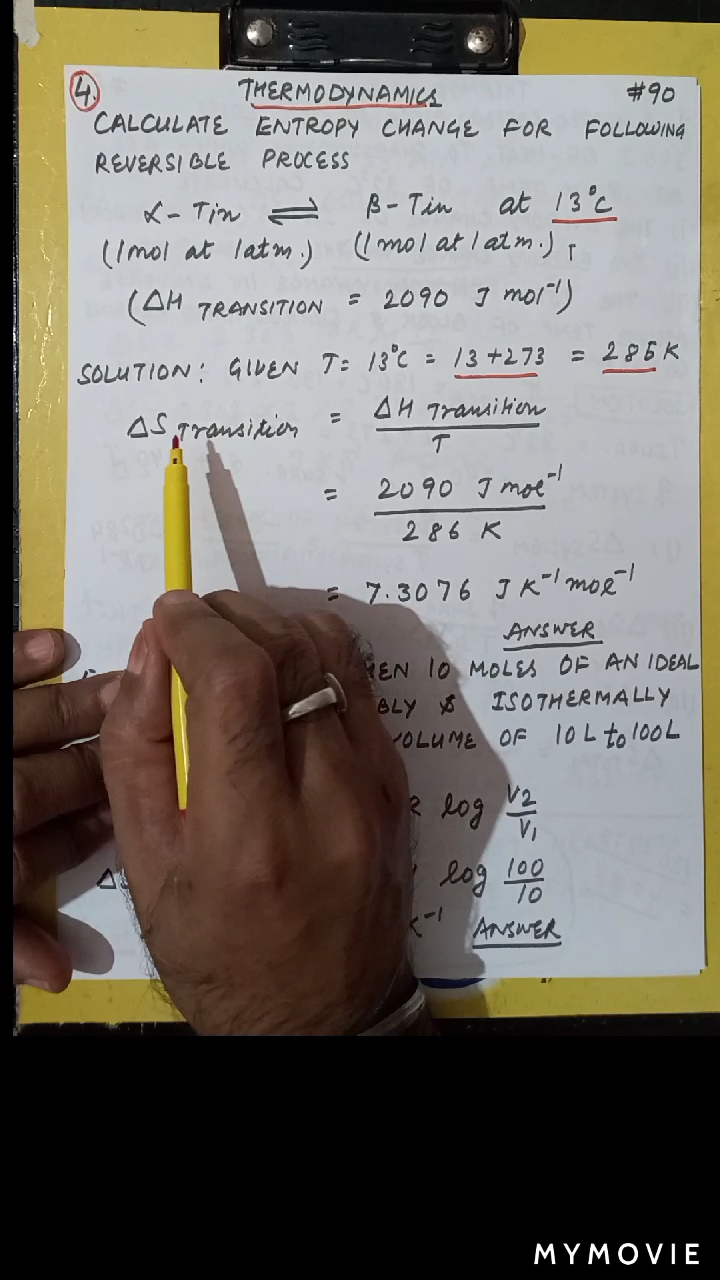 4. THERMODYNAMICS #90
CALCULATE ENTROPY CHANGE FOR FOLLOWING
REVERSIBLE PROCESS
α-Tin ⇌ β-Tin at 13°C
(1mol at 1atm.) (1mol at 1atm.)
(ΔH TRANSITION = 2090 J mol⁻¹)
SOLUTION: GIVEN T= 13°C = 13+273 = 286K
ΔS Transition = ΔH Transition
T
= 2090 J mol⁻¹
286 K
= 7.3076 J K⁻¹ mol⁻¹
ANSWER
10 MOLES OF AN IDEAL
& ISOTHERMALLY
VOLUME OF 10L to 100L
R log V2
V1
log 100
10
K⁻¹ ANSWER
MYMOVIE